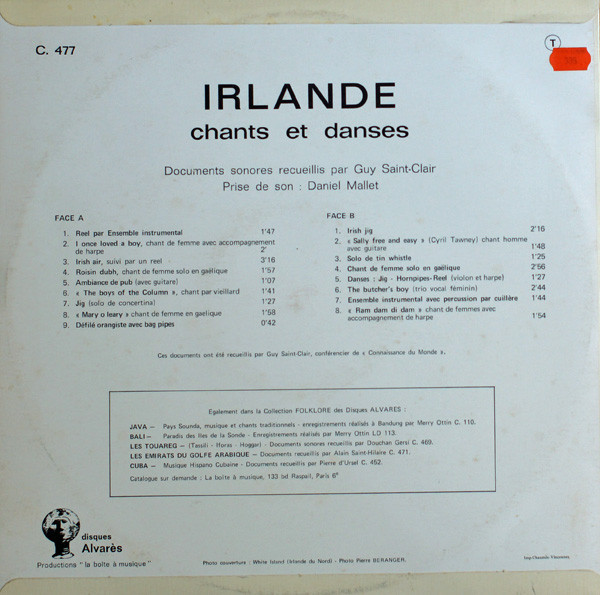 C. 477
T
IRLANDE
chants et danses
Documents sonores recueillis par Guy Saint-Clair
Prise de son : Daniel Mallet
FACE A
1. Reel par Ensemble instrumental 1'47
2. I once loved a boy, chant de femme avec accompagnement
de harpe 2'
3. Irish air, suivi par un reel 3'16
4. Roisin dubh, chant de femme solo en gaélique 1'57
5. Ambiance de pub (avec guitare) 1'07
6. « The boys of the Column », chant par vieillard 1'41
7. Jig (solo de concertina) 1'27
8. « Mary o leary » chant de femme en gaelique 1'58
9. Défilé orangiste avec bag pipes 0'42
FACE B
1. Irish jig 2'16
2. « Sally free and easy » (Cyril Tawney) chant homme
avec guitare 1'48
3. Solo de tin whistle 1'25
4. Chant de femme solo en gaélique 2'56
5. Danses : Jig - Hornpipes-Reel (violon et harpe) 1'27
6. The butcher's boy (trio vocal féminin) 2'44
7. Ensemble instrumental avec percussion par cuillère 1'44
8. « Ram dam di dam » chant de femmes avec
accompagnement de harpe 1'54
Ces documents ont été recueillis par Guy Saint-Clair, conférencier de « Connaissance du Monde ».
Egalement dans la Collection FOLKLORE des Disques ALVARES :
JAVA — Pays Sounda, musique et chants traditionnels - enregistrements réalisés à Bandung par Merry Ottin C. 110.
BALI — Paradis des Iles de la Sonde - Enregistrements réalisés par Merry Ottin LD 113.
LES TOUAREG — (Tassili - Iforas - Hoggar) - Documents sonores recueillis par Douchan Gersi C. 469.
LES EMIRATS DU GOLFE ARABIQUE — Documents recueillis par Alain Saint-Hilaire C. 471.
CUBA — Musique Hispano Cubaine - Documents recueillis par Pierre d'Ursel C. 452.
Catalogue sur demande : La boîte à musique, 133 bd Raspail, Paris 6e
disques
Alvarès
Productions "la boîte à musique"
Photo couverture : White Island (Irlande du Nord) - Photo Pierre BERANGER.